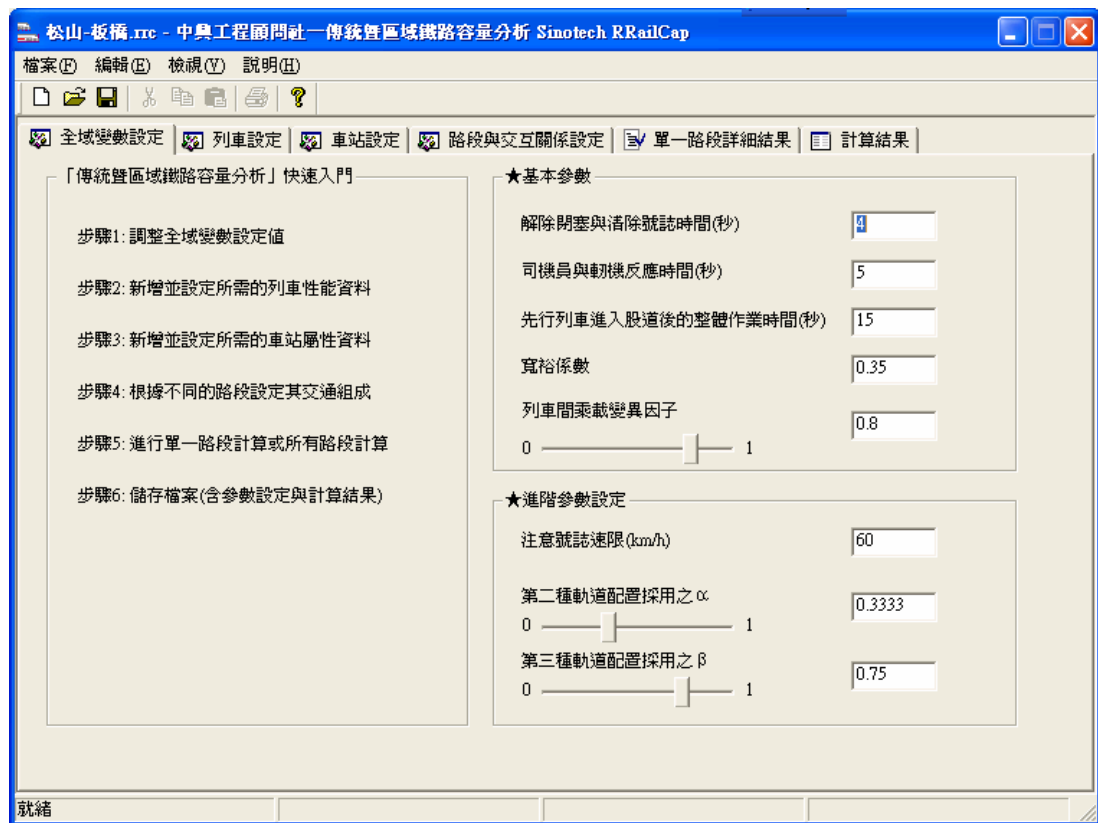 松山-板橋.rrc - 中興工程顧問社—傳統暨區域鐵路容量分析 Sinotech RRailCap
檔案(F) 編輯(E) 檢視(V) 說明(H)
全域變數設定 列車設定 車站設定 路段與交互關係設定 單一路段詳細結果 計算結果
「傳統暨區域鐵路容量分析」快速入門
步驟1: 調整全域變數設定值
步驟2: 新增並設定所需的列車性能資料
步驟3: 新增並設定所需的車站屬性資料
步驟4: 根據不同的路段設定其交通組成
步驟5: 進行單一路段計算或所有路段計算
步驟6: 儲存檔案(含參數設定與計算結果)
★基本參數
解除閉塞與清除號誌時間(秒) 4
司機員與軔機反應時間(秒) 5
先行列車進入股道後的整體作業時間(秒) 15
寬裕係數 0.35
列車間乘載變異因子 0.8
0 1
★進階參數設定
注意號誌速限(km/h) 60
第二種軌道配置採用之α 0.3333
0 1
第三種軌道配置採用之β 0.75
0 1
就緒